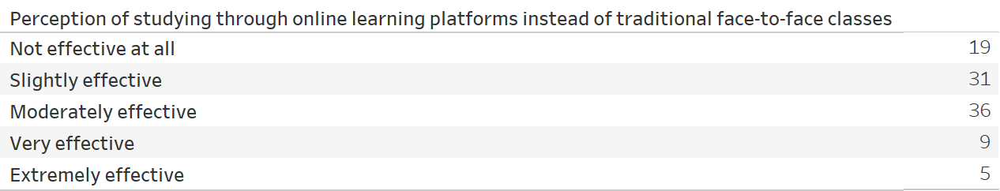 Perception of studying through online learning platforms instead of traditional face-to-face classes
Not effective at all 19
Slightly effective 31
Moderately effective 36
Very effective 9
Extremely effective 5